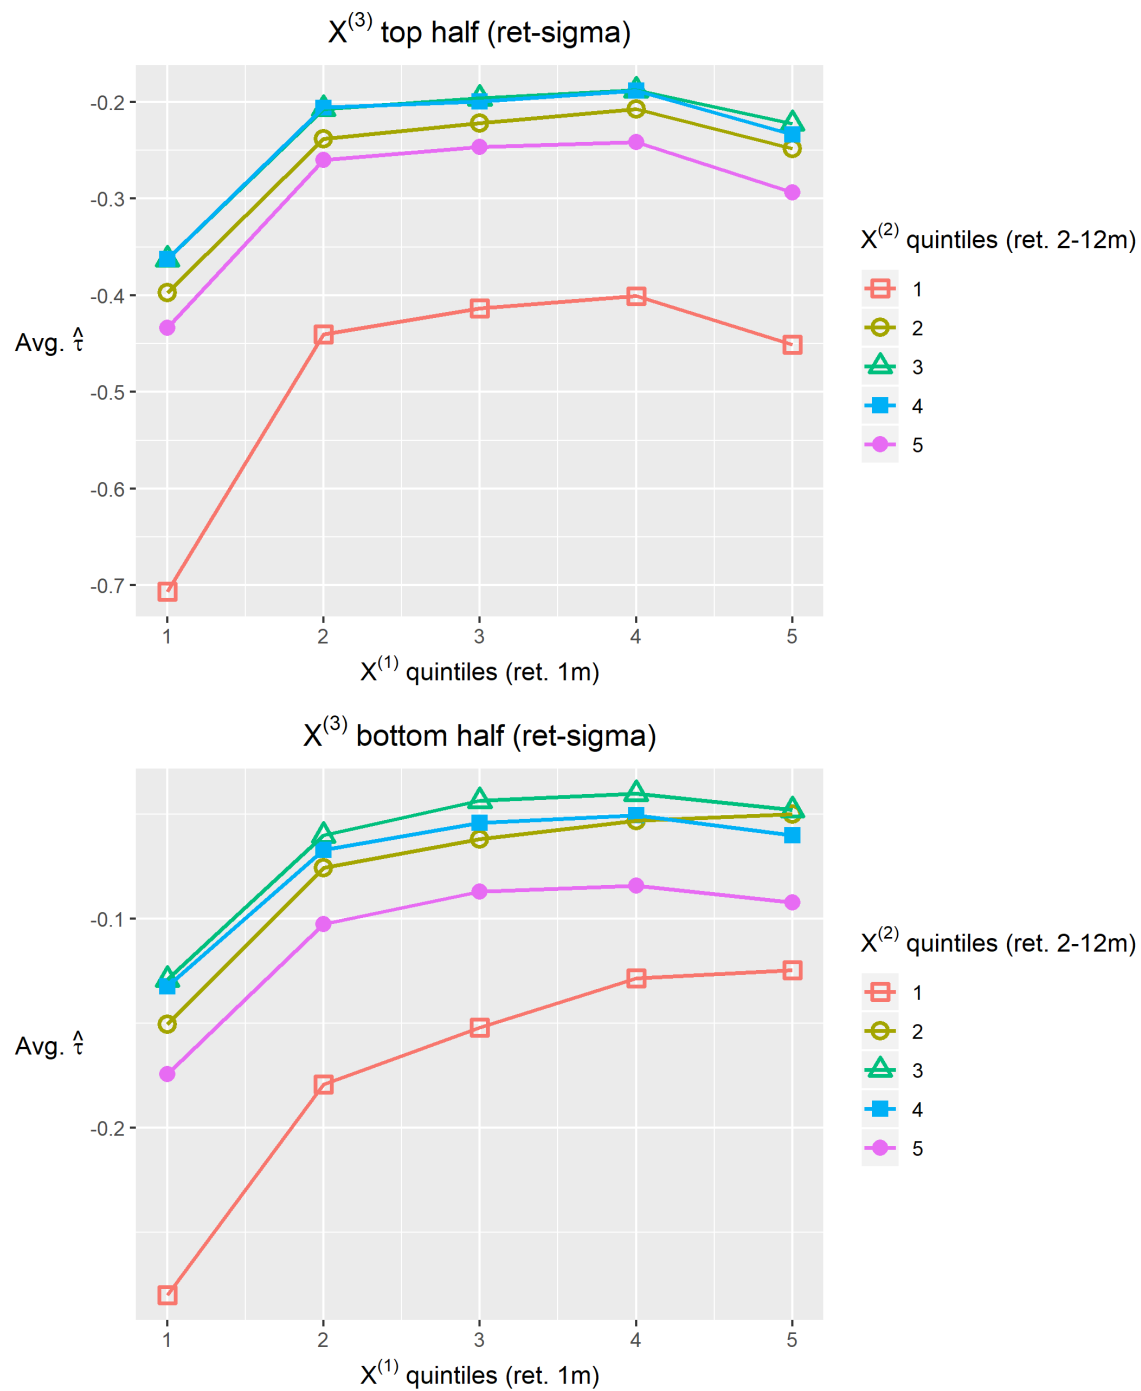 X(3) top half (ret-sigma)
-0.2
-0.3
-0.4
-0.5
-0.6
-0.7
Avg. τ̂
1 2 3 4 5
X(1) quintiles (ret. 1m)
X(2) quintiles (ret. 2-12m)
1
2
3
4
5
X(3) bottom half (ret-sigma)
-0.1
-0.2
Avg. τ̂
1 2 3 4 5
X(1) quintiles (ret. 1m)
X(2) quintiles (ret. 2-12m)
1
2
3
4
5